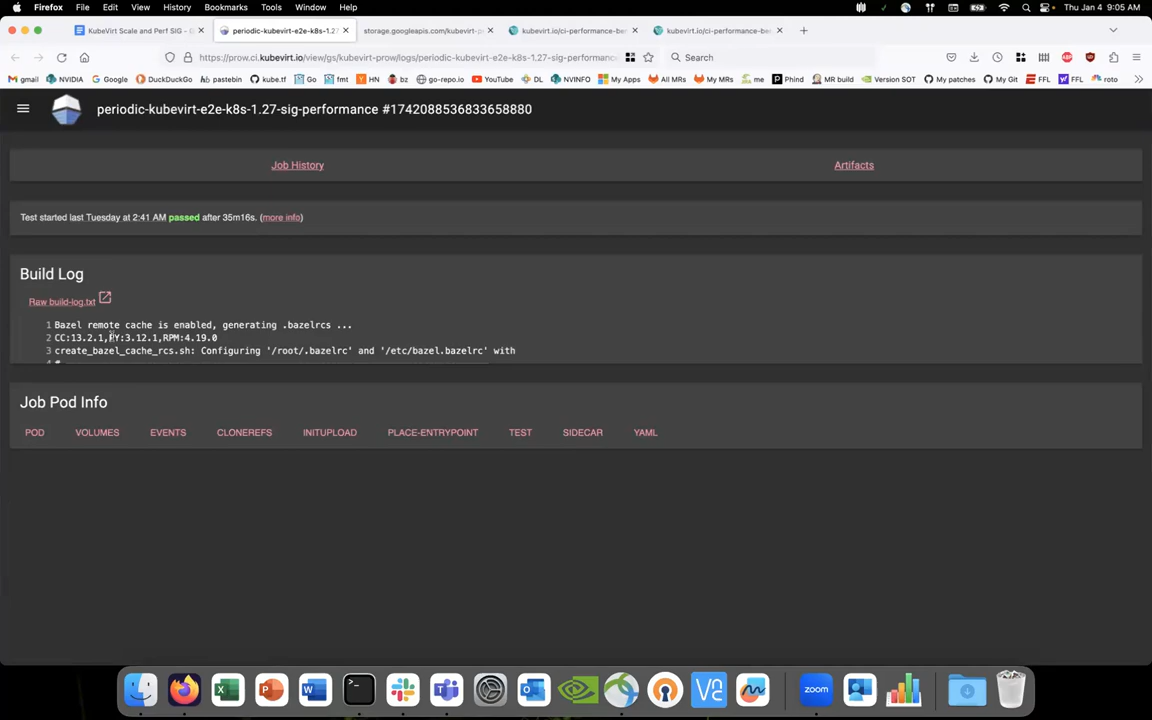 Firefox File Edit View History Bookmarks Tools Window Help Thu Jan 4 9:05 AM
KubeVirt Scale and Perf SIG - periodic-kubevirt-e2e-k8s-1.27 storage.googleapis.com/kubevirt-p kubevirt.io/ci-performance-ben kubevirt.io/ci-performance-be
https://prow.ci.kubevirt.io/view/gs/kubevirt-prow/logs/periodic-kubevirt-e2e-k8s-1.27-sig-performance Search
gmail NVIDIA Google DuckDuckGo pastebin kube.tf Go fmt HN bz go-repo.io YouTube DL NVINFO My Apps All MRs My MRs Phind MR build Version SOT My patches My Git FFL FFL roto
periodic-kubevirt-e2e-k8s-1.27-sig-performance #1742088536833658880
Job History Artifacts
Test started last Tuesday at 2:41 AM passed after 35m16s. (more info)
Build Log
Raw build-log.txt
1 Bazel remote cache is enabled, generating .bazelrcs ...
2 CC:13.2.1,PY:3.12.1,RPM:4.19.0
3 create_bazel_cache_rcs.sh: Configuring '/root/.bazelrc' and '/etc/bazel.bazelrc' with
Job Pod Info
POD VOLUMES EVENTS CLONEREFS INITUPLOAD PLACE-ENTRYPOINT TEST SIDECAR YAML
zoom